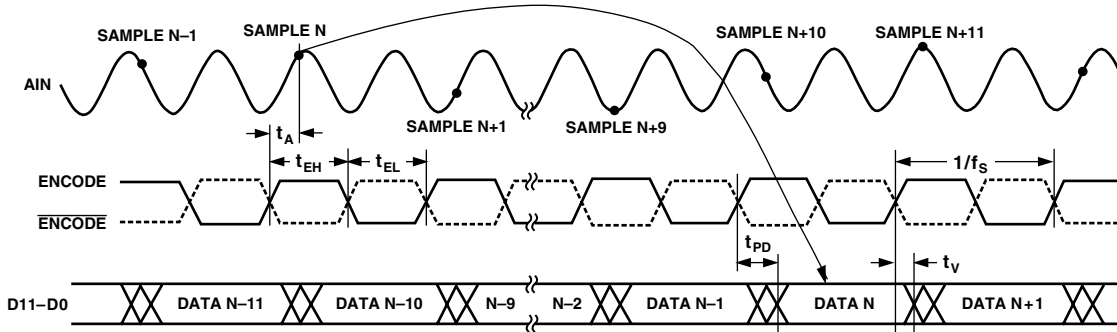 SAMPLE N–1
SAMPLE N
SAMPLE N+10
SAMPLE N+11
AIN
SAMPLE N+1
SAMPLE N+9
tA
tEH
tEL
1/fS
ENCODE
ENCODE
tPD
tV
D11–D0
DATA N–11
DATA N–10
N–9
N–2
DATA N–1
DATA N
DATA N+1